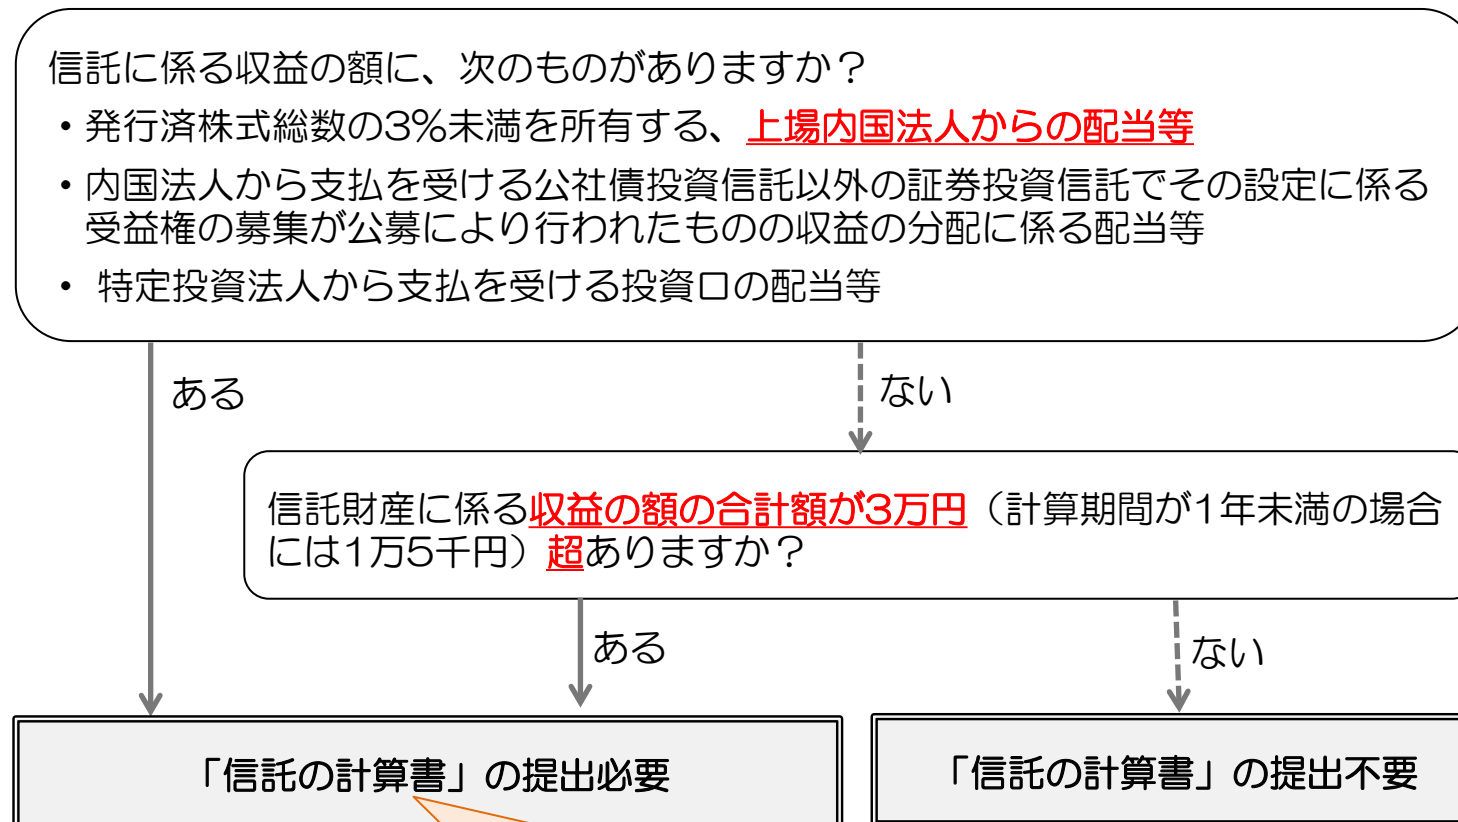 信託に係る収益の額に、次のものがありますか？
・発行済株式総数の3％未満を所有する、上場内国法人からの配当等
・内国法人から支払を受ける公社債投資信託以外の証券投資信託でその設定に係る
受益権の募集が公募により行われたものの収益の分配に係る配当等
・ 特定投資法人から支払を受ける投資口の配当等
ある
ない
信託財産に係る収益の額の合計額が3万円（計算期間が1年未満の場合
には1万5千円）超ありますか？
ある
ない
「信託の計算書」の提出必要
「信託の計算書」の提出不要